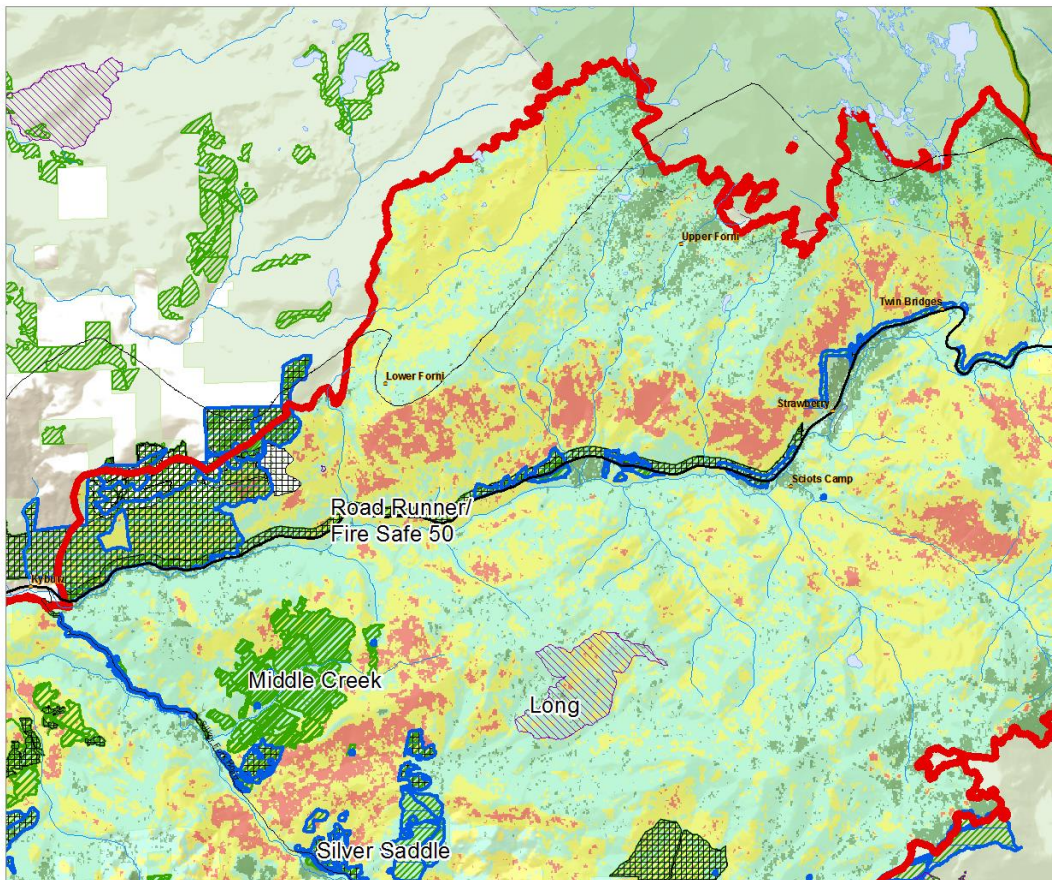 Upper Forni
Twin Bridges
Lower Forni
Strawberry
Sciots Camp
Road Runner/
Fire Safe 50
Kyburz
Middle Creek
Long
Silver Saddle